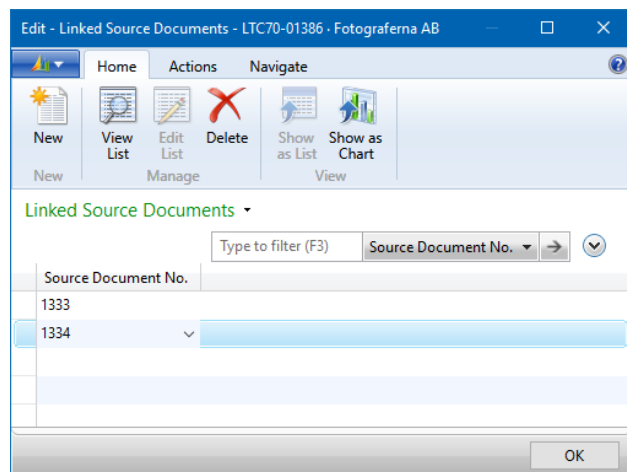 Edit - Linked Source Documents - LTC70-01386 · Fotograferna AB
Home Actions Navigate
New View List Edit List Delete Show as List Show as Chart
New Manage View
Linked Source Documents
Type to filter (F3) Source Document No.
Source Document No.
1333
1334
OK